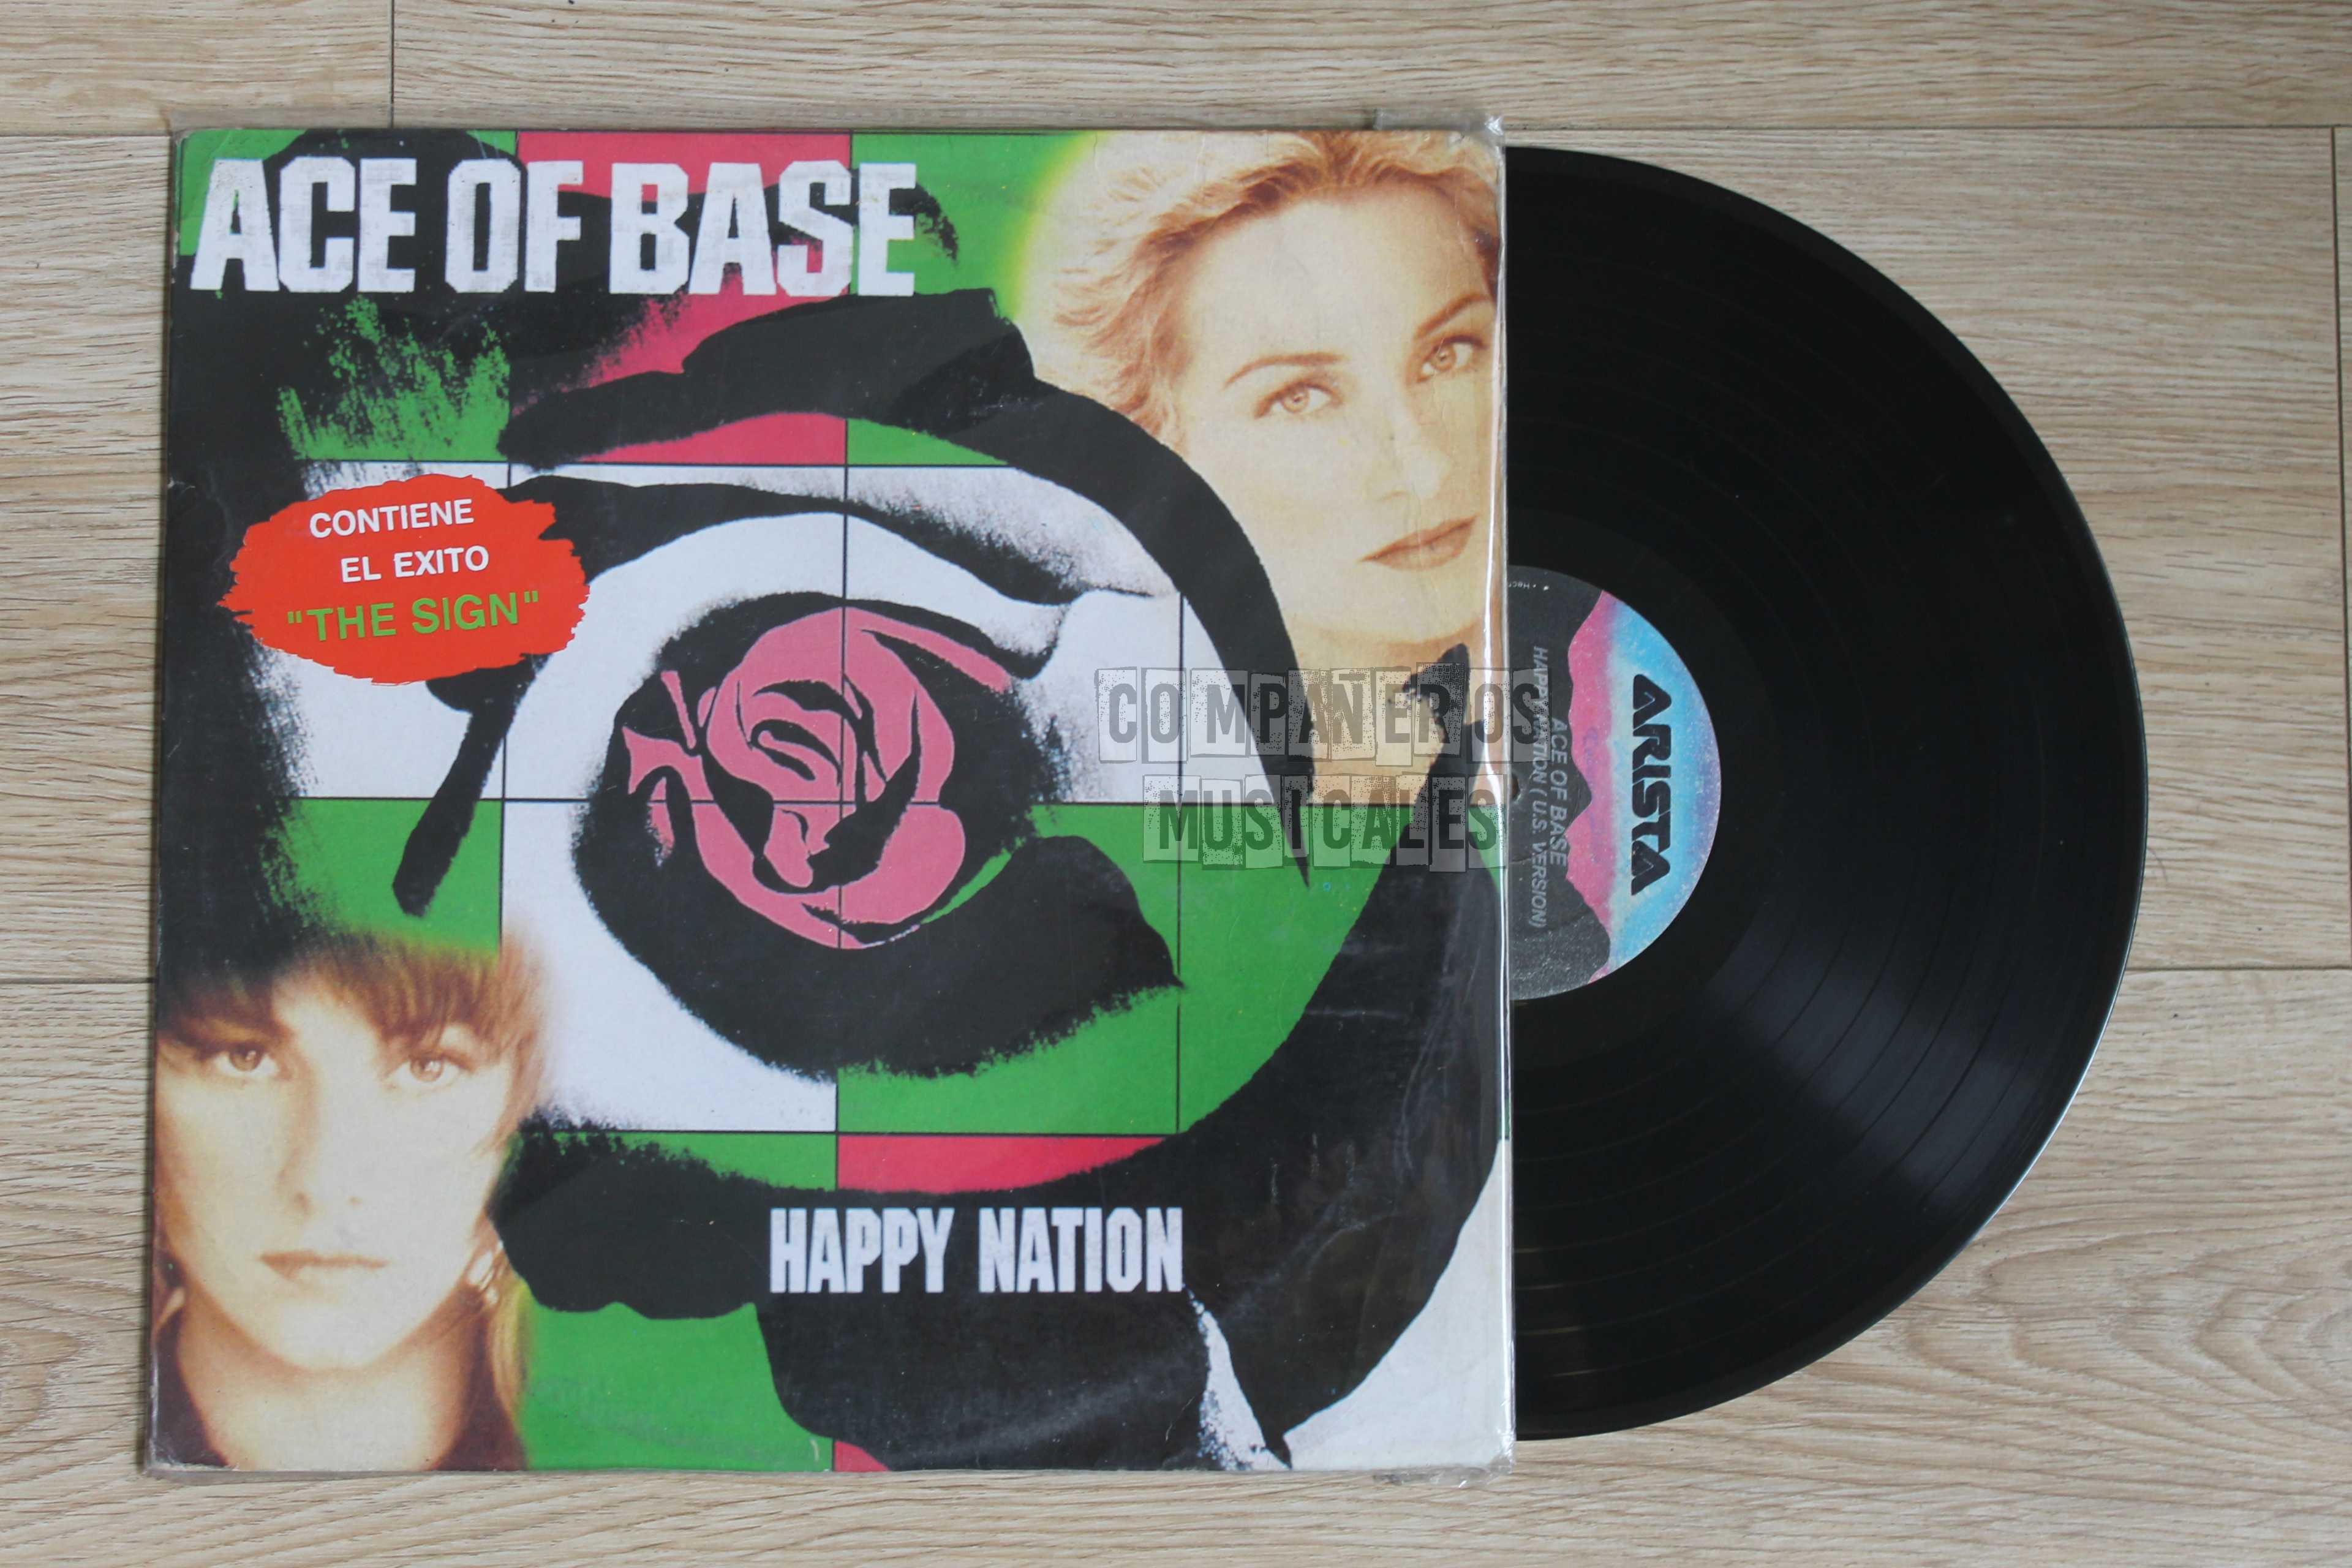 ACE OF BASE
CONTIENE
EL EXITO
"THE SIGN"
COMPAÑEROS
MUSICALES
ARISTA
ACE OF BASE
HAPPY NATION ( U.S. VERSION)
HAPPY NATION